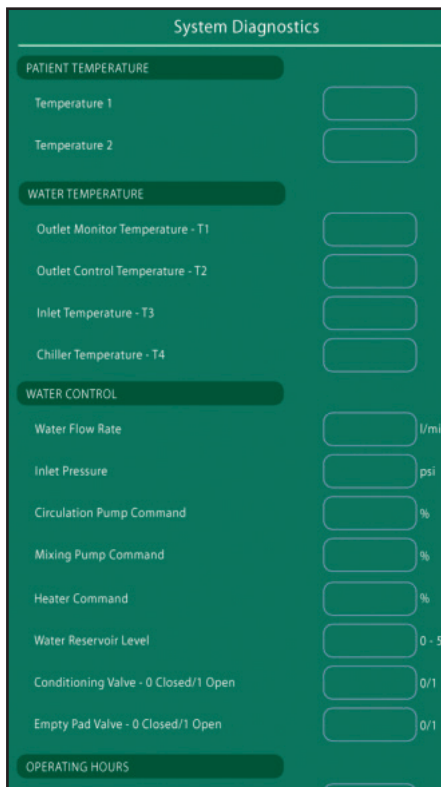 System Diagnostics
PATIENT TEMPERATURE
Temperature 1
Temperature 2
WATER TEMPERATURE
Outlet Monitor Temperature - T1
Outlet Control Temperature - T2
Inlet Temperature - T3
Chiller Temperature - T4
WATER CONTROL
Water Flow Rate l/mi
Inlet Pressure psi
Circulation Pump Command %
Mixing Pump Command %
Heater Command %
Water Reservoir Level 0 - 5
Conditioning Valve - 0 Closed/1 Open 0/1
Empty Pad Valve - 0 Closed/1 Open 0/1
OPERATING HOURS